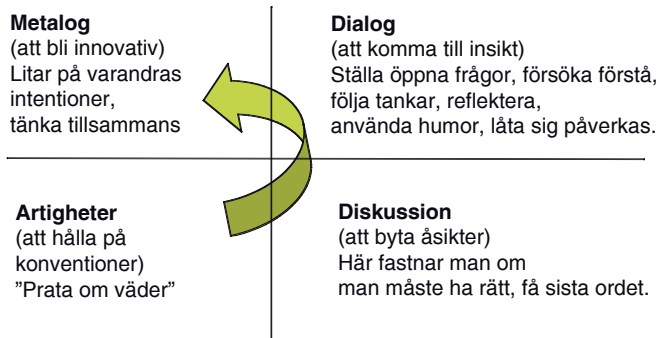 Metalog
(att bli innovativ)
Litar på varandras
intentioner,
tänka tillsammans
Dialog
(att komma till insikt)
Ställa öppna frågor, försöka förstå,
följa tankar, reflektera,
använda humor, låta sig påverkas.
Artigheter
(att hålla på
konventioner)
”Prata om väder”
Diskussion
(att byta åsikter)
Här fastnar man om
man måste ha rätt, få sista ordet.